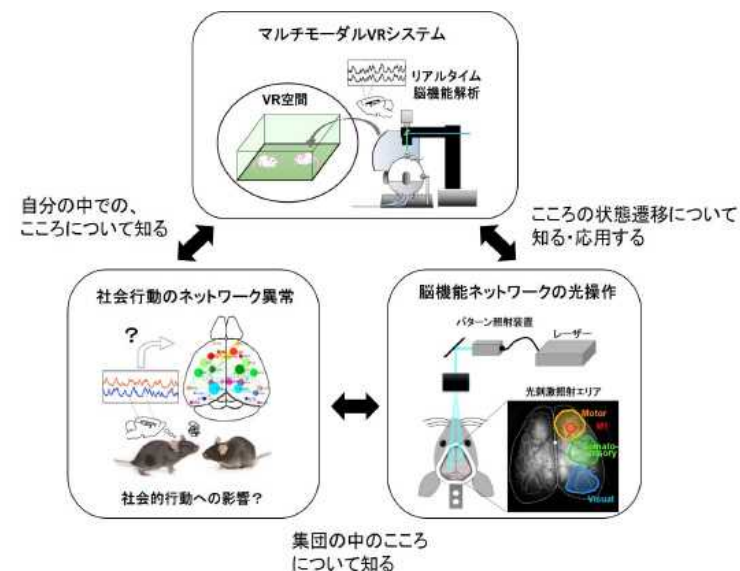 マルチモーダルVRシステム
VR空間
リアルタイム
脳機能解析
自分の中での、
こころについて知る
こころの状態遷移について
知る・応用する
社会行動のネットワーク異常
?
社会的行動への影響?
脳機能ネットワークの光操作
パターン照射装置
レーザー
光刺激照射エリア
Motor
M1
Somato-
sensory
Visual
集団の中のこころ
について知る